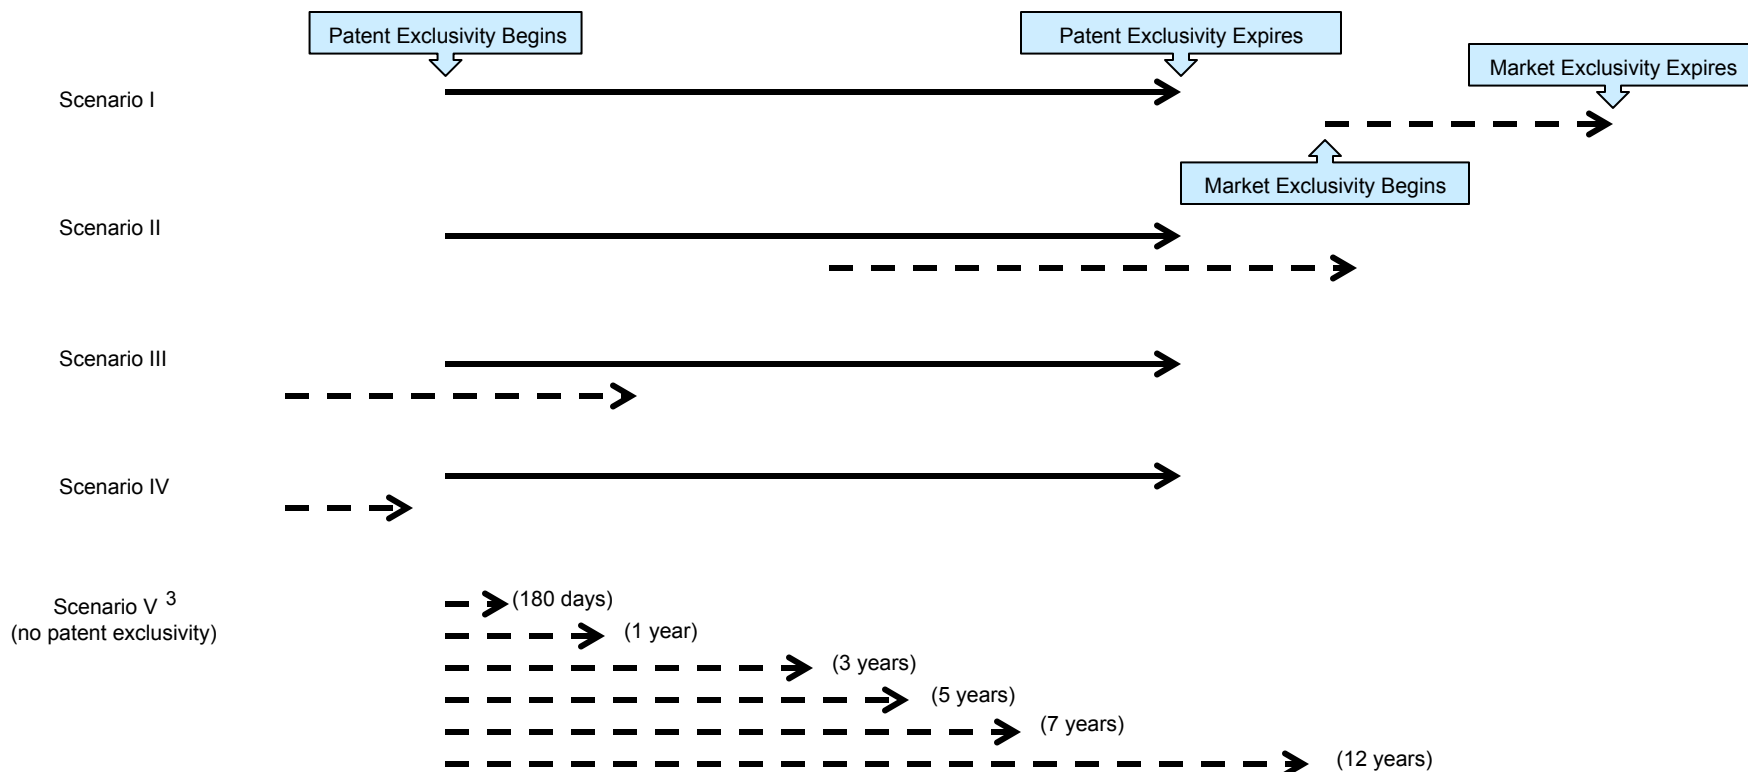 Patent Exclusivity Begins
Patent Exclusivity Expires
Market Exclusivity Expires
Scenario I
Market Exclusivity Begins
Scenario II
Scenario III
Scenario IV
Scenario V 3
(no patent exclusivity)
(180 days)
(1 year)
(3 years)
(5 years)
(7 years)
(12 years)